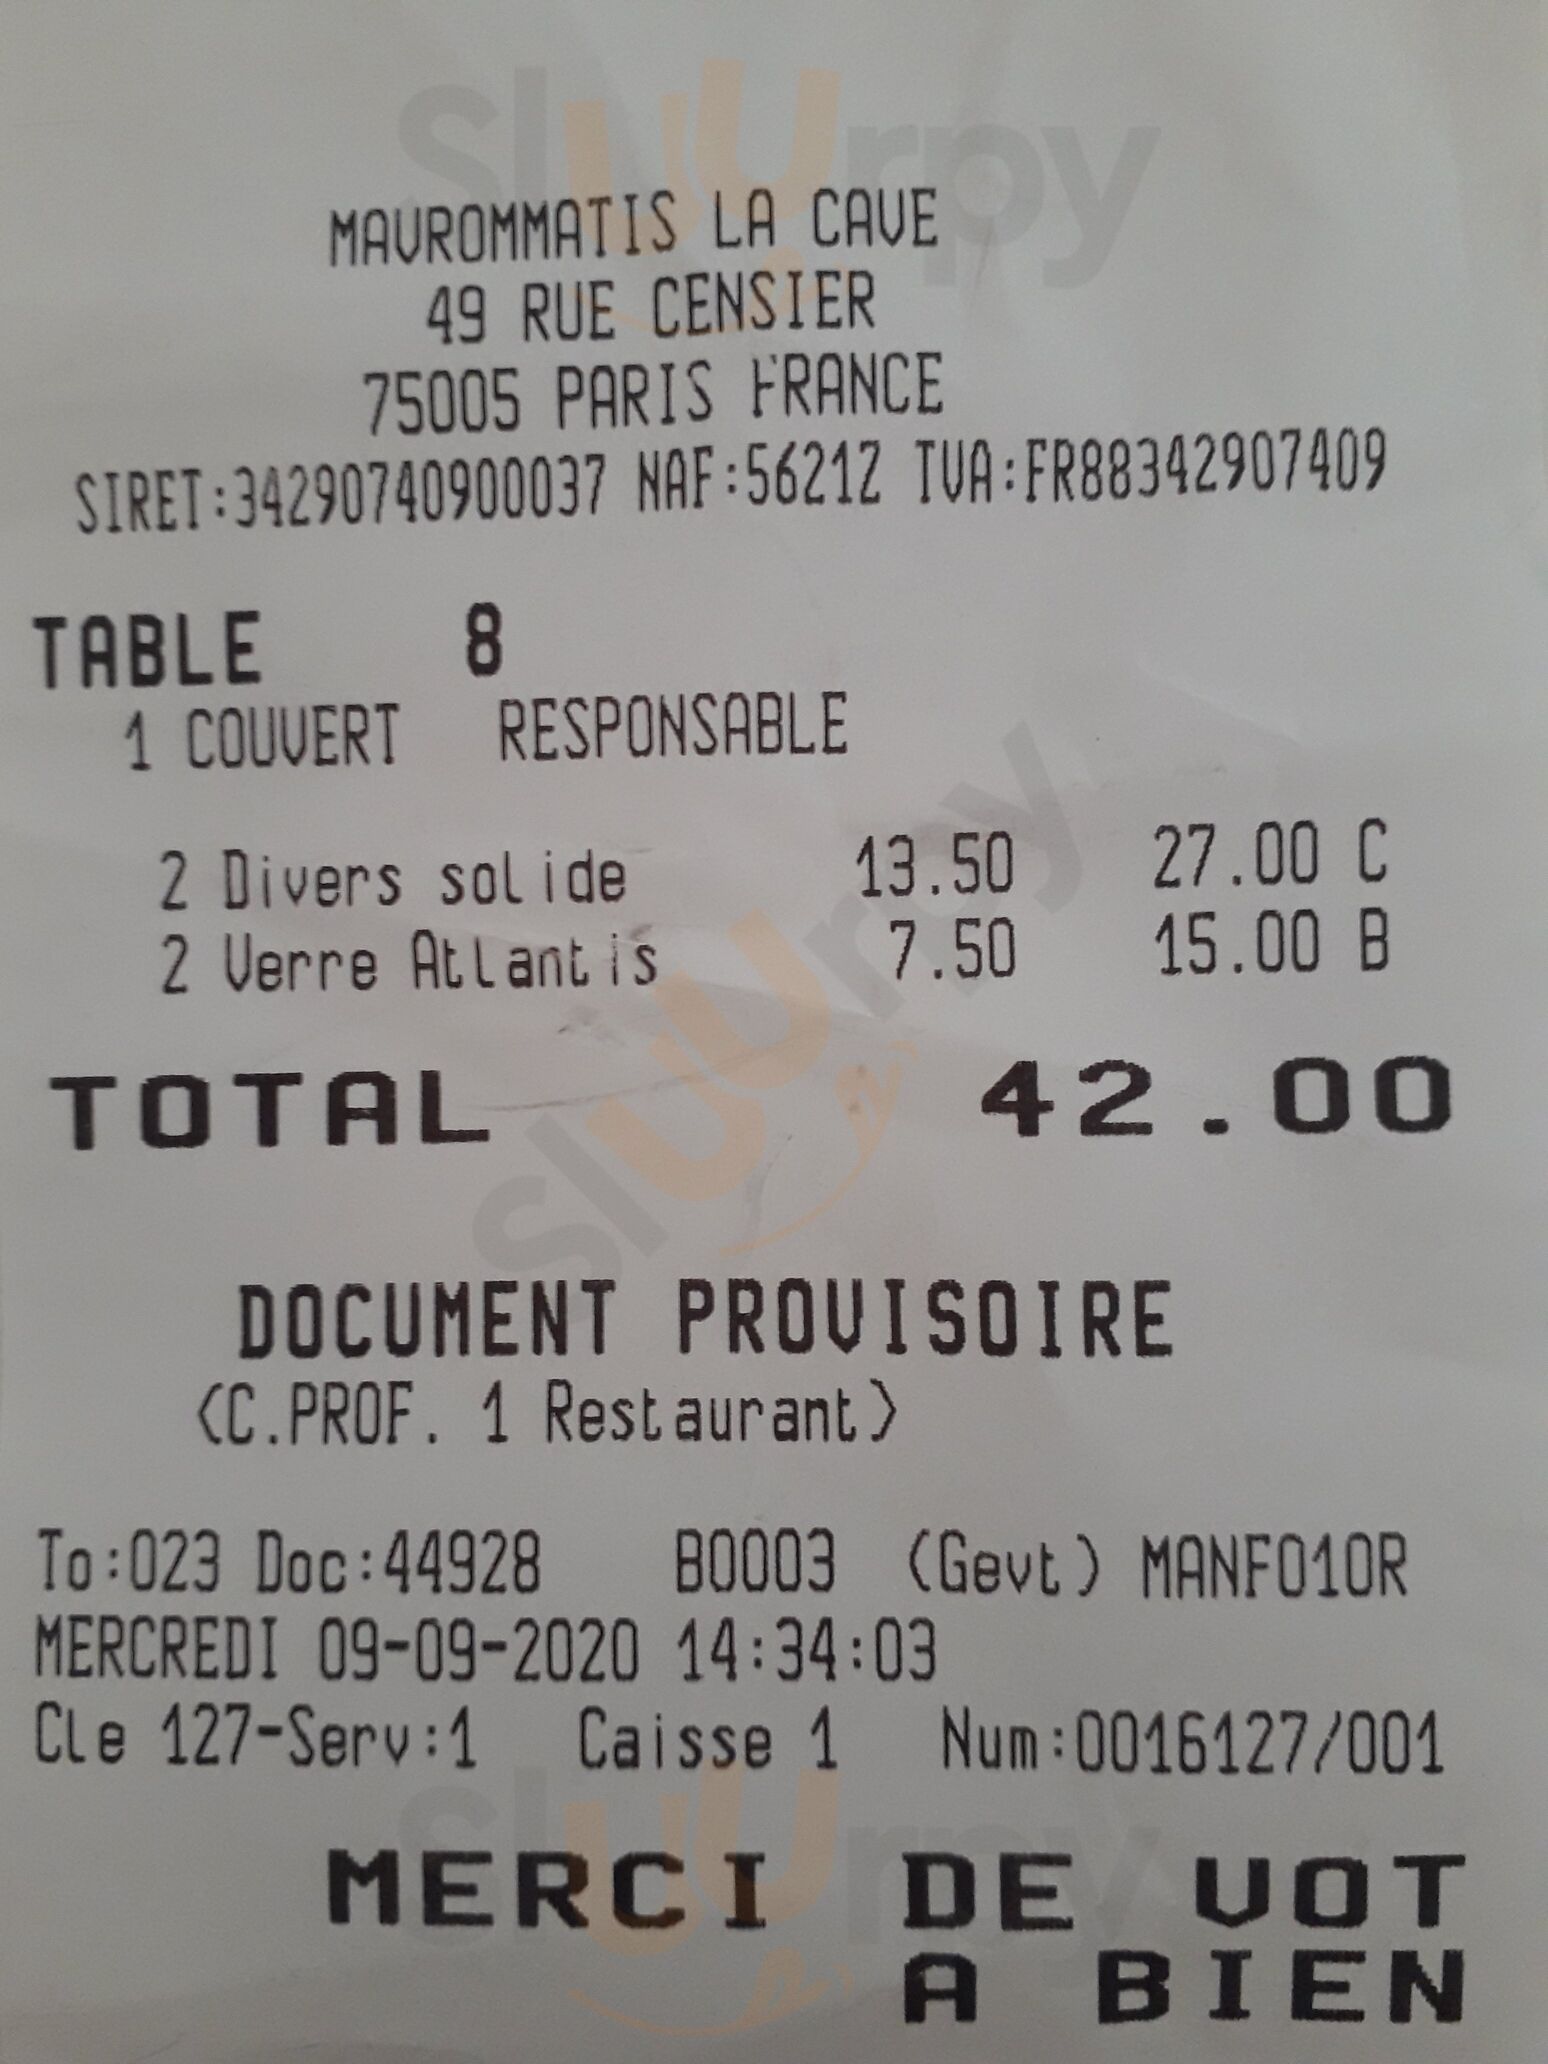 MAVROMMATIS LA CAVE
49 RUE CENSIER
75005 PARIS FRANCE
SIRET:34290740900037 NAF:5621Z TVA:FR88342907409
TABLE 8
1 COUVERT RESPONSABLE
2 Divers solide 13.50 27.00 C
2 Verre Atlantis 7.50 15.00 B
TOTAL 42.00
DOCUMENT PROVISOIRE
(C.PROF. 1 Restaurant)
To:023 Doc:44928 B0003 (Gevt) MANF010R
MERCREDI 09-09-2020 14:34:03
Cle 127-Serv:1 Caisse 1 Num:0016127/001
MERCI DE VOT
A BIEN
Sluurpy
Sluurpy
Sluurpy